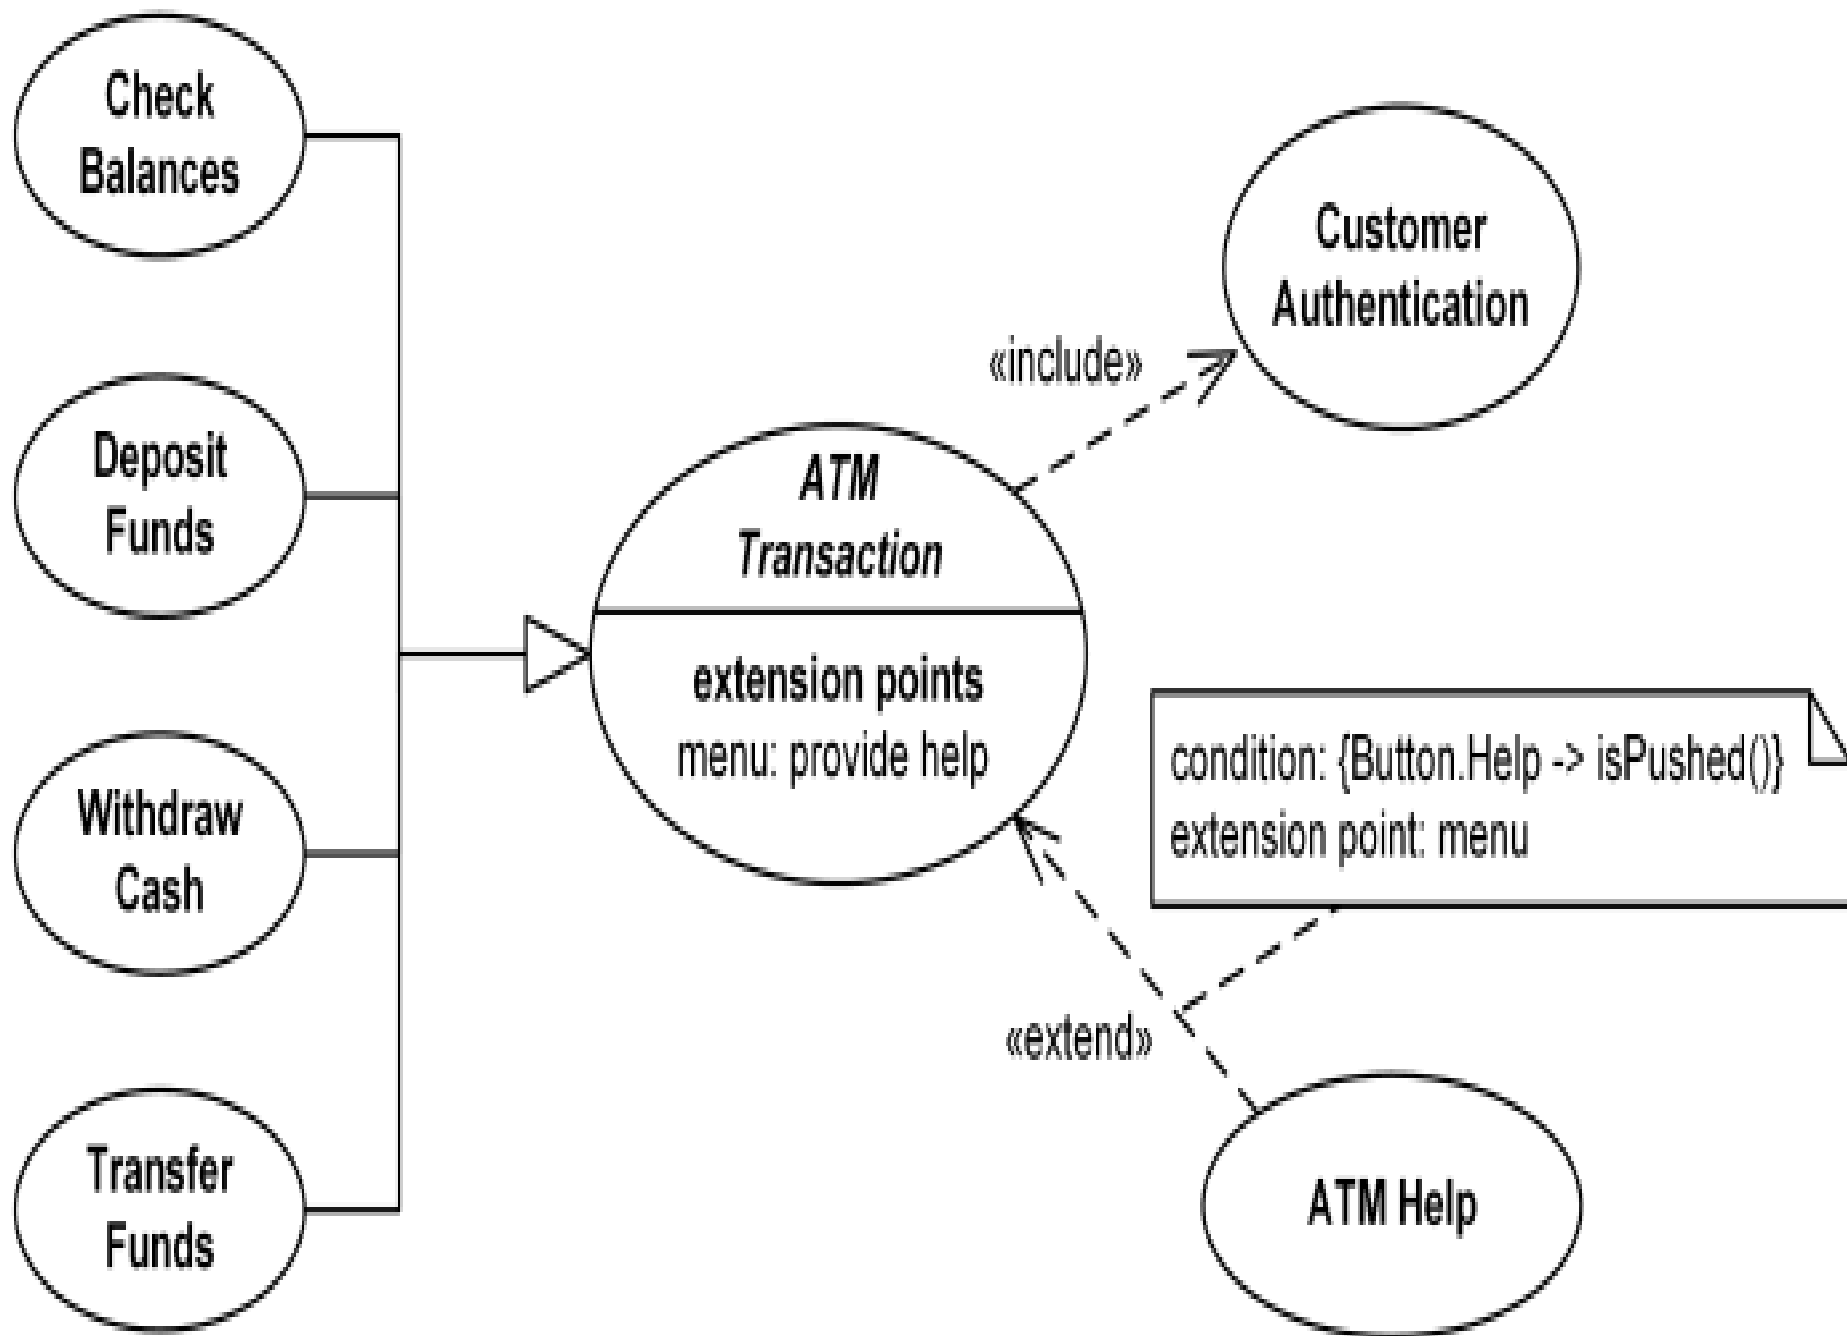 Check
Balances
Deposit
Funds
Withdraw
Cash
Transfer
Funds
ATM
Transaction
extension points
menu: provide help
«include»
Customer
Authentication
condition: {Button.Help -> isPushed()}
extension point: menu
«extend»
ATM Help